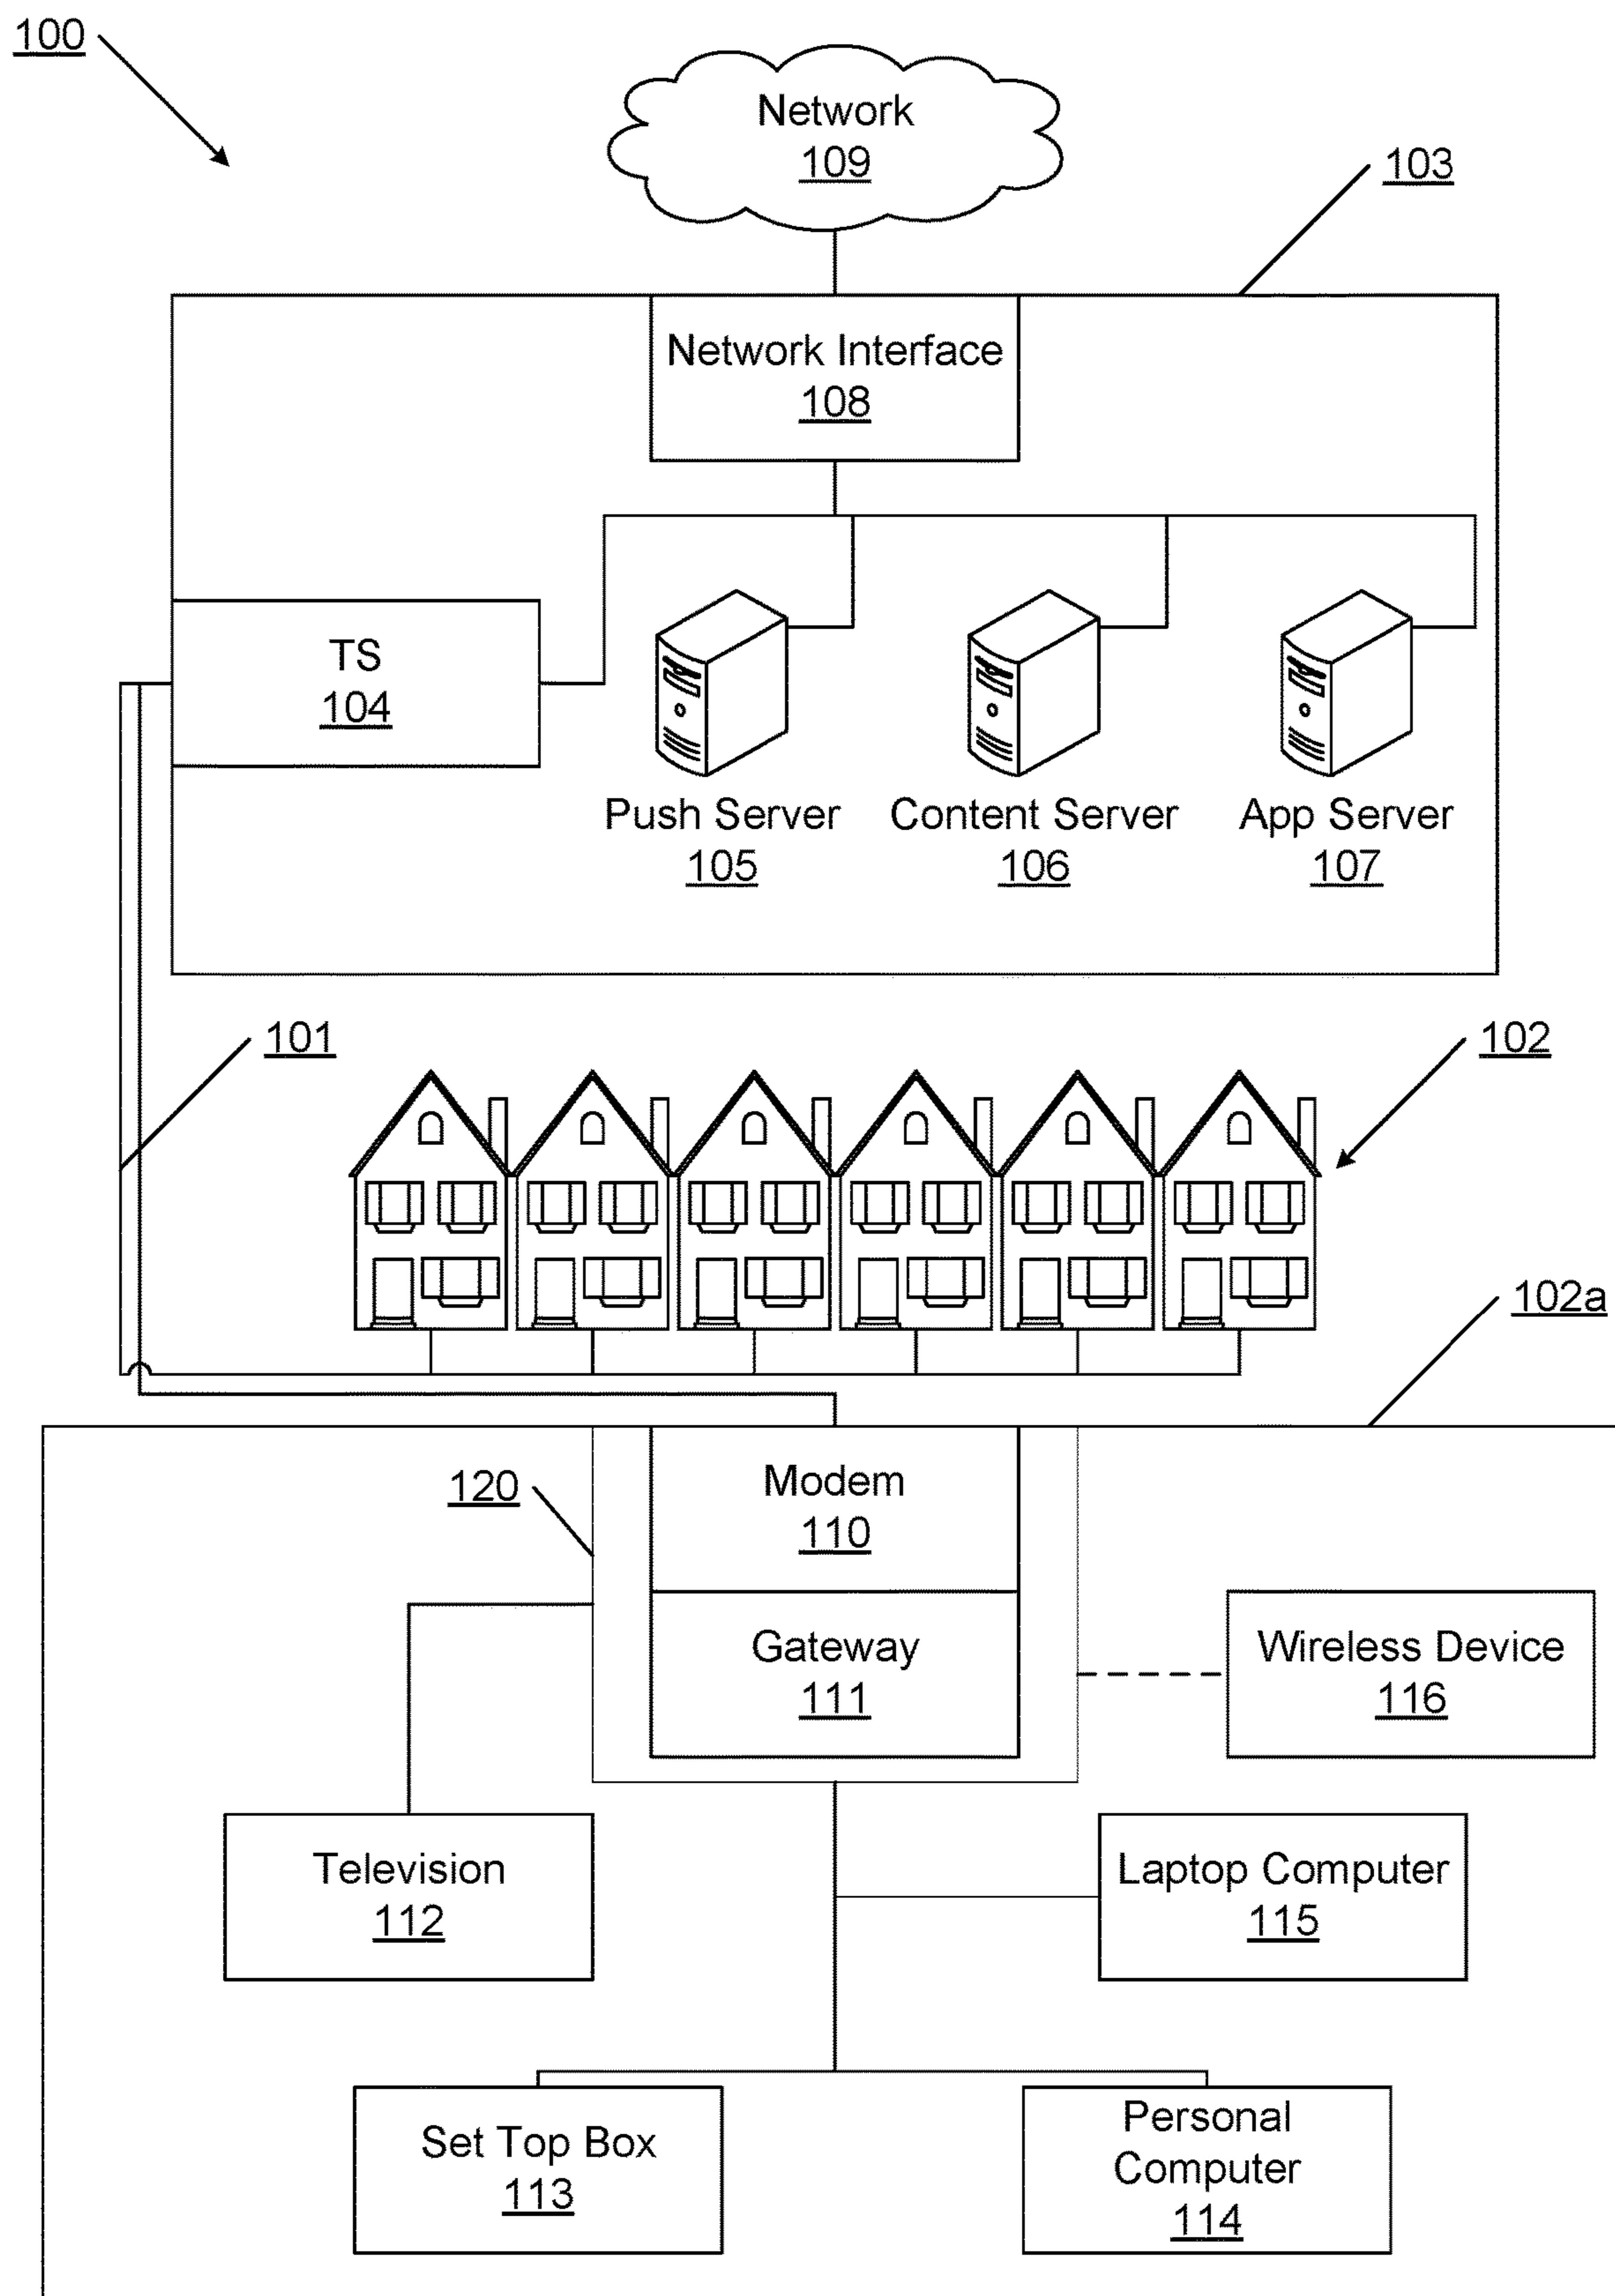 100
Network
109
103
Network Interface
108
TS
104
Push Server
105
Content Server
106
App Server
107
101
102
102a
Modem
110
120
Gateway
111
Wireless Device
116
Television
112
Laptop Computer
115
Set Top Box
113
Personal
Computer
114